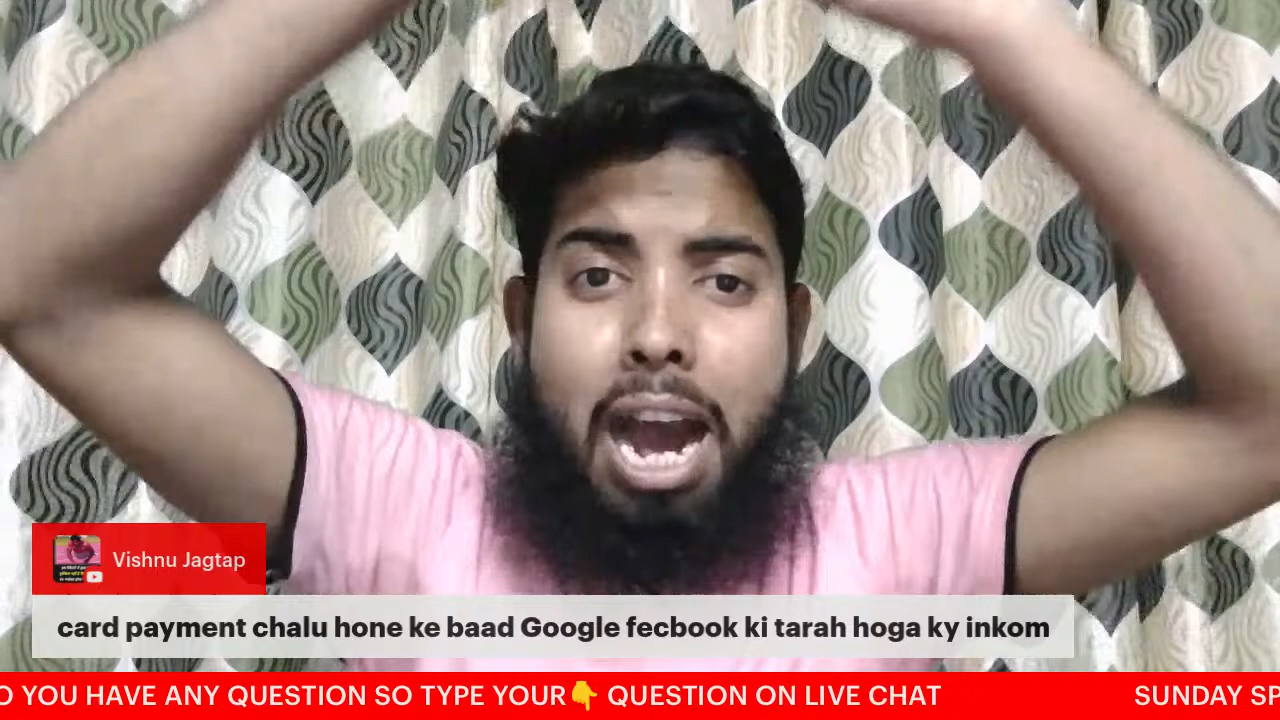 Vishnu Jagtap
card payment chalu hone ke baad Google fecbook ki tarah hoga ky inkom
O YOU HAVE ANY QUESTION SO TYPE YOUR👇 QUESTION ON LIVE CHAT SUNDAY SP